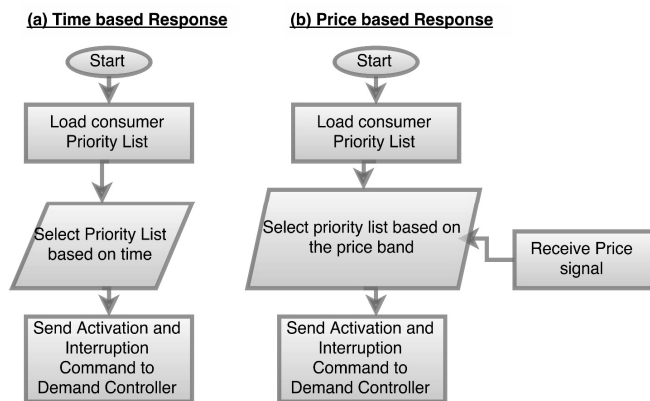 (a) Time based Response
Start
Load consumer
Priority List
Select Priority List
based on time
Send Activation and
Interruption
Command to
Demand Controller
(b) Price based Response
Start
Load consumer
Priority List
Select priority list based on
the price band
Receive Price
signal
Send Activation and
Interruption
Command to
Demand Controller